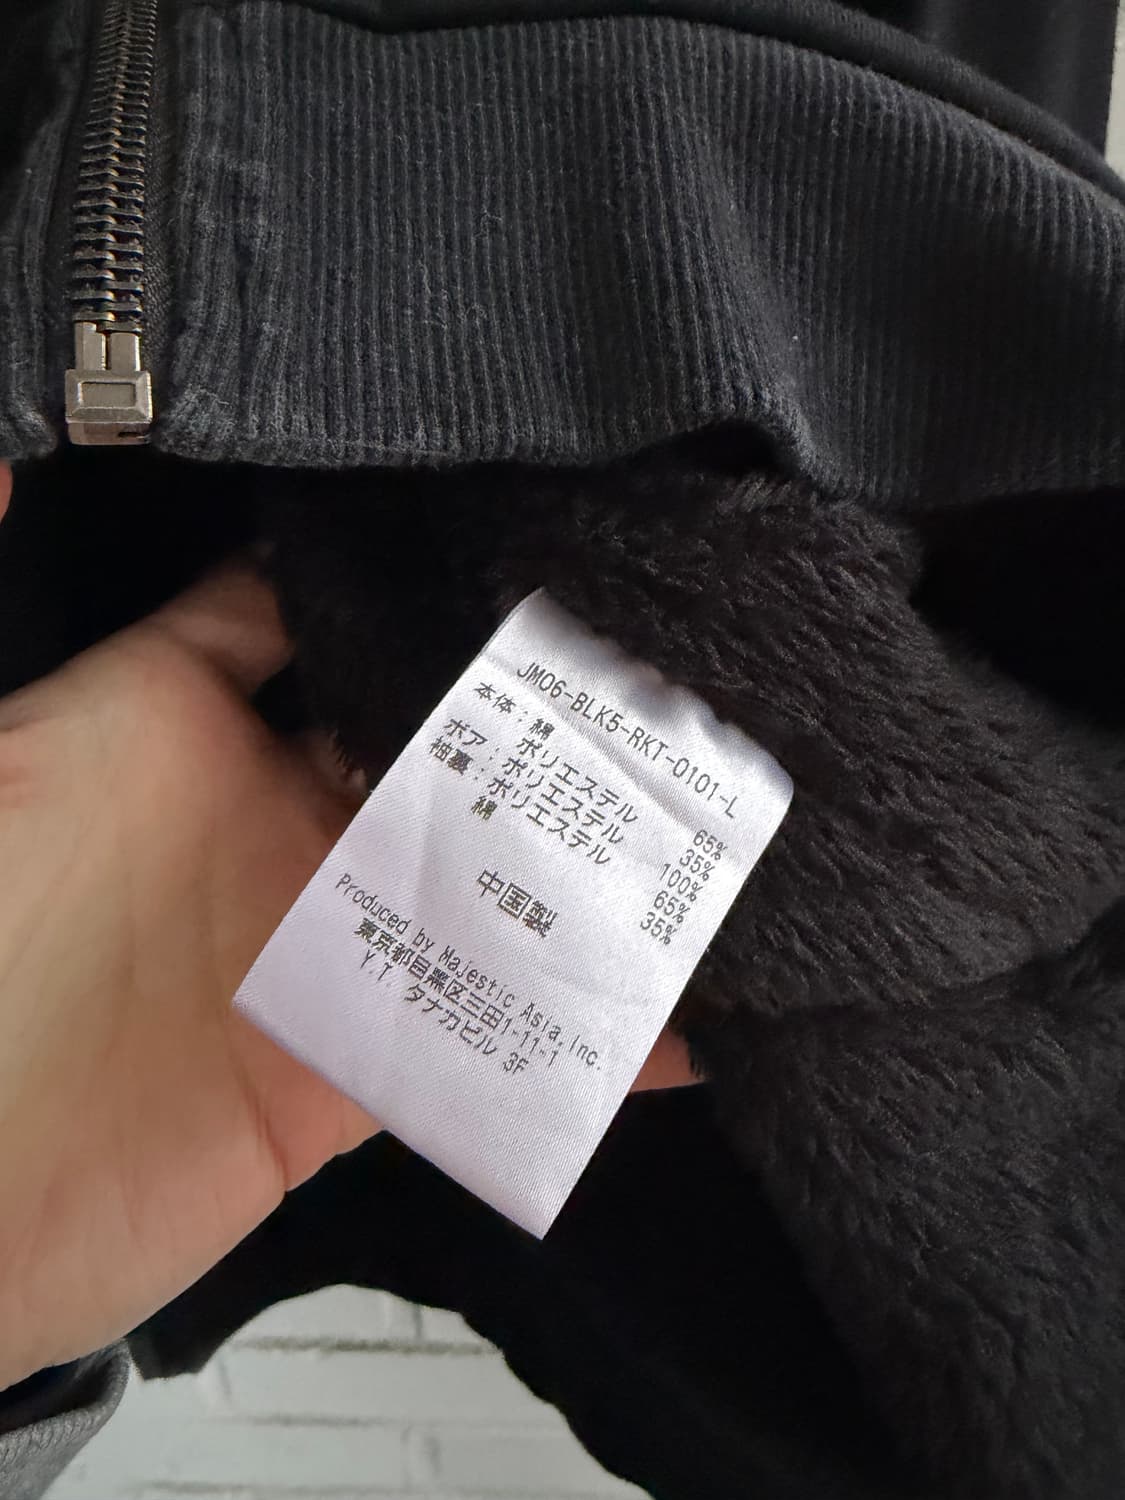 JM06-BLK5-RKT-0101-L
本体：綿 65%
ポリエステル 35%
ボア：ポリエステル 100%
袖裏：ポリエステル 65%
綿 35%
中国製
Produced by Majestic Asia,Inc.
東京都目黒区三田1-11-1
Y.T. タナカビル 3F